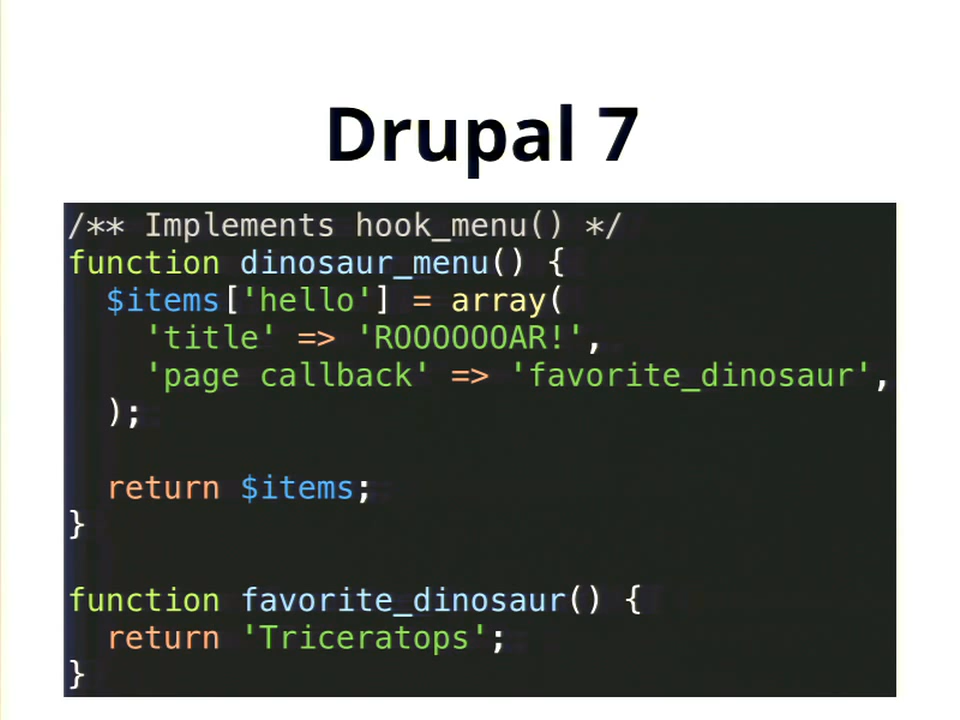 Drupal 7
/** Implements hook_menu() */
function dinosaur_menu() {
  $items['hello'] = array(
    'title' => 'ROOOOOOAR!',
    'page callback' => 'favorite_dinosaur',
  );

  return $items;
}

function favorite_dinosaur() {
  return 'Triceratops';
}